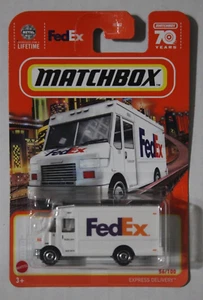 LIFETIME
FedEx
70
YEARS
MATCHBOX
FedEx
FedEx
EXPRESS DELIVERY
3+